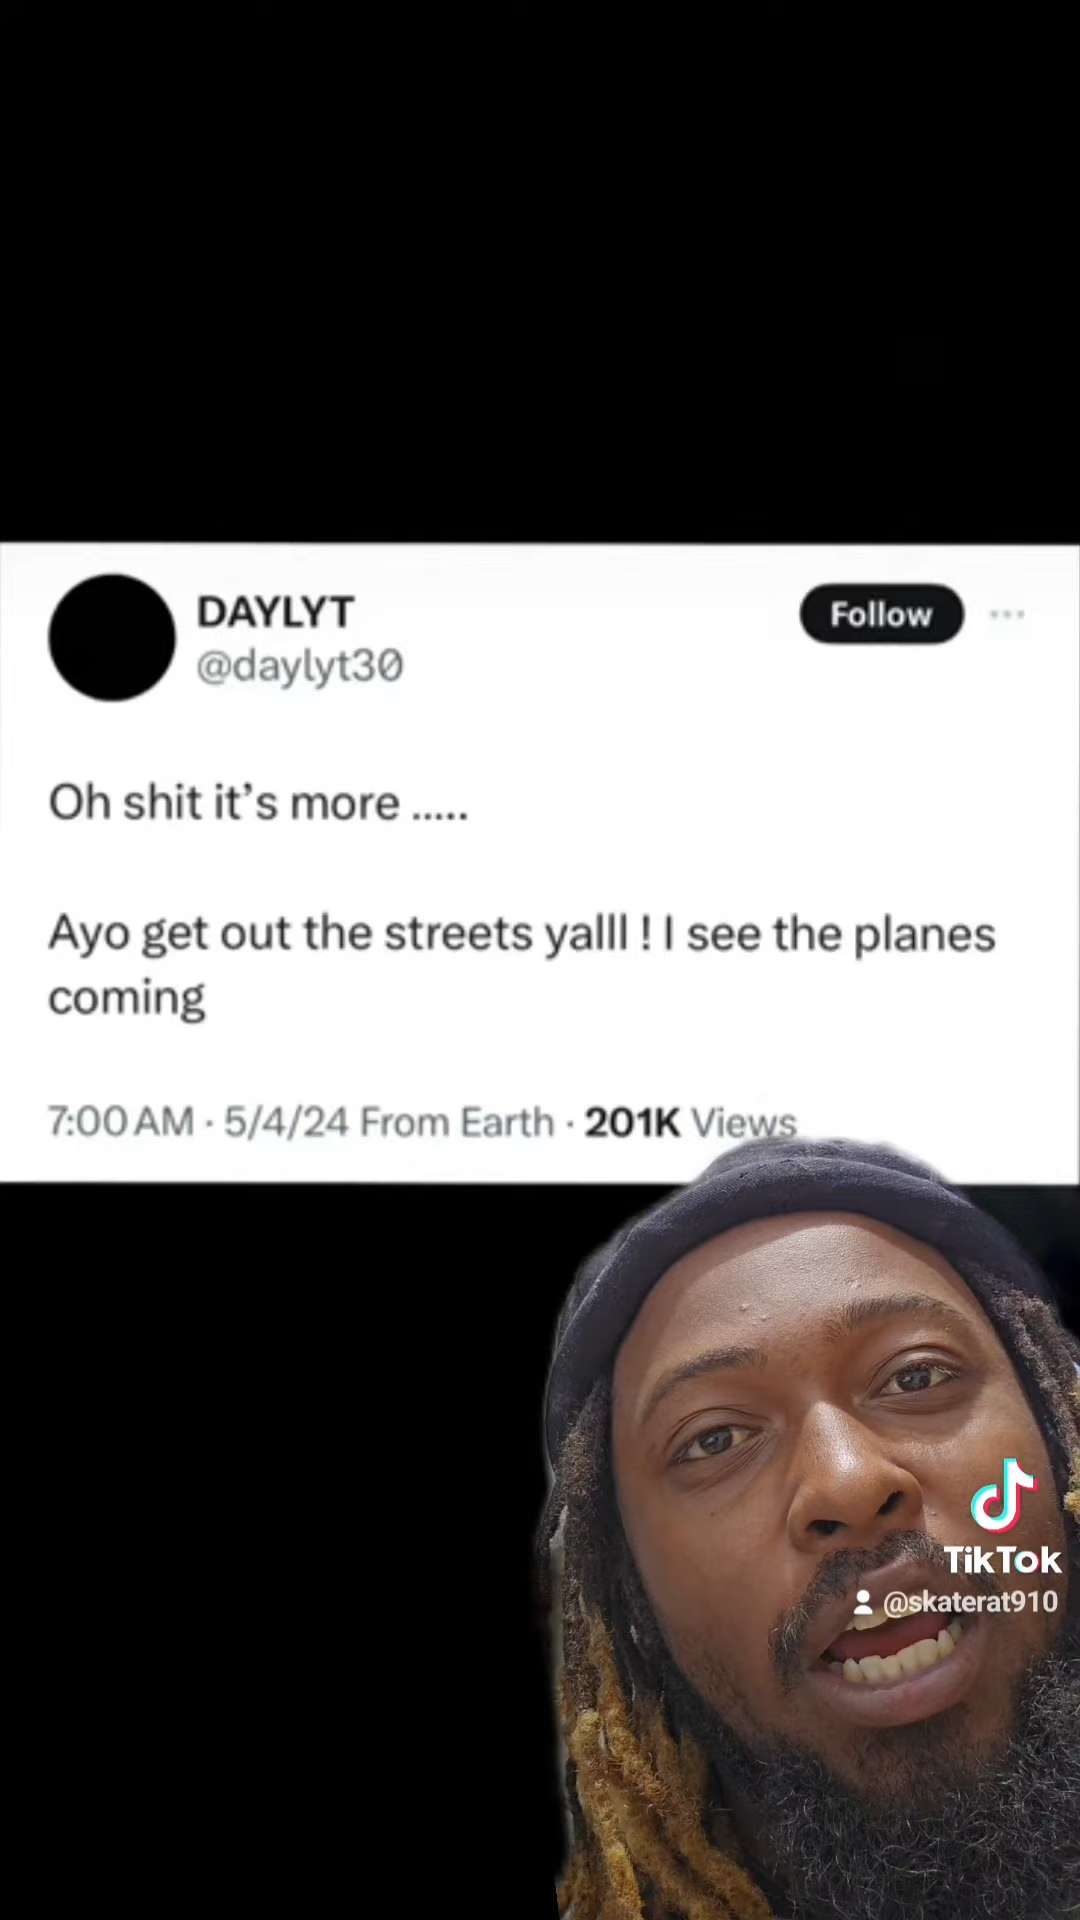 DAYLYT
@daylyt30
Follow
Oh shit it’s more .....
Ayo get out the streets yalll ! I see the planes
coming
7:00 AM · 5/4/24 From Earth · 201K Views
TikTok
@skaterat910